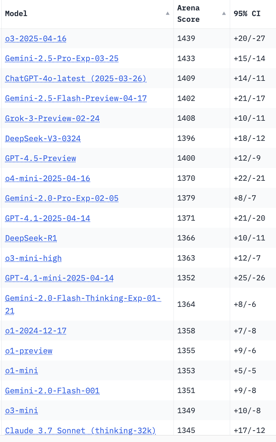 Model Arena Score 95% CI
o3-2025-04-16 1439 +20/-27
Gemini-2.5-Pro-Exp-03-25 1433 +15/-14
ChatGPT-4o-latest (2025-03-26) 1409 +14/-11
Gemini-2.5-Flash-Preview-04-17 1402 +21/-17
Grok-3-Preview-02-24 1408 +10/-11
DeepSeek-V3-0324 1396 +18/-12
GPT-4.5-Preview 1400 +12/-9
o4-mini-2025-04-16 1370 +22/-21
Gemini-2.0-Pro-Exp-02-05 1379 +8/-7
GPT-4.1-2025-04-14 1371 +21/-20
DeepSeek-R1 1366 +10/-11
o3-mini-high 1363 +12/-7
GPT-4.1-mini-2025-04-14 1352 +25/-26
Gemini-2.0-Flash-Thinking-Exp-01-21 1364 +8/-6
o1-2024-12-17 1358 +7/-8
o1-preview 1355 +9/-6
o1-mini 1353 +5/-5
Gemini-2.0-Flash-001 1351 +9/-8
o3-mini 1349 +10/-8
Claude 3.7 Sonnet (thinking-32k) 1345 +17/-12